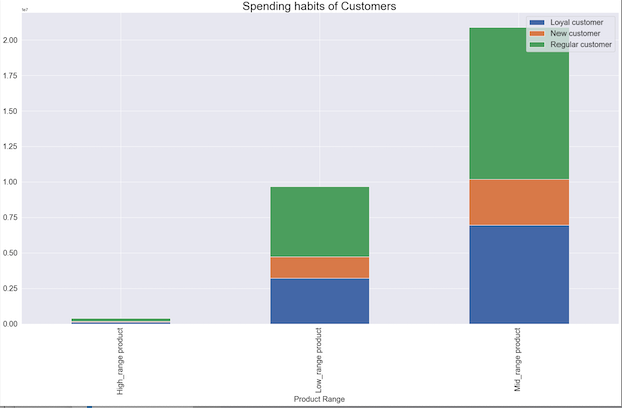 Spending habits of Customers
1e7
Loyal customer
New customer
Regular customer
2.00
1.75
1.50
1.25
1.00
0.75
0.50
0.25
0.00
High_range product
Low_range product
Mid_range product
Product Range